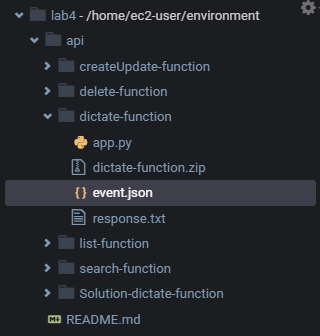 lab4 - /home/ec2-user/environment
api
createUpdate-function
delete-function
dictate-function
app.py
dictate-function.zip
event.json
response.txt
list-function
search-function
Solution-dictate-function
README.md